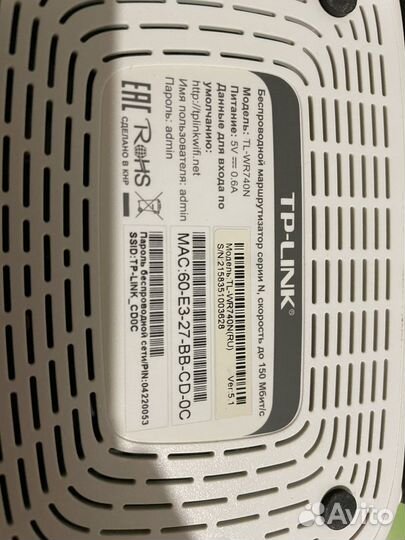 TP-LINK®
Беспроводной маршрутизатор серии N, скорость до 150 Мбит/с
Модель: TL-WR740N
Питание: 5V ⎓ 0.6A
Данные для входа по
умолчанию:
http://tplinkwifi.net
Имя пользователя: admin
Пароль: admin
EAC RoHS
СДЕЛАНО В КНР
Модель:TL-WR740N(RU) Ver:5.1
S/N:2158351003628
MAC:60-E3-27-BB-CD-0C
Пароль беспроводной сети/PIN:04220053
SSID:TP-LINK_CD0C
Avito